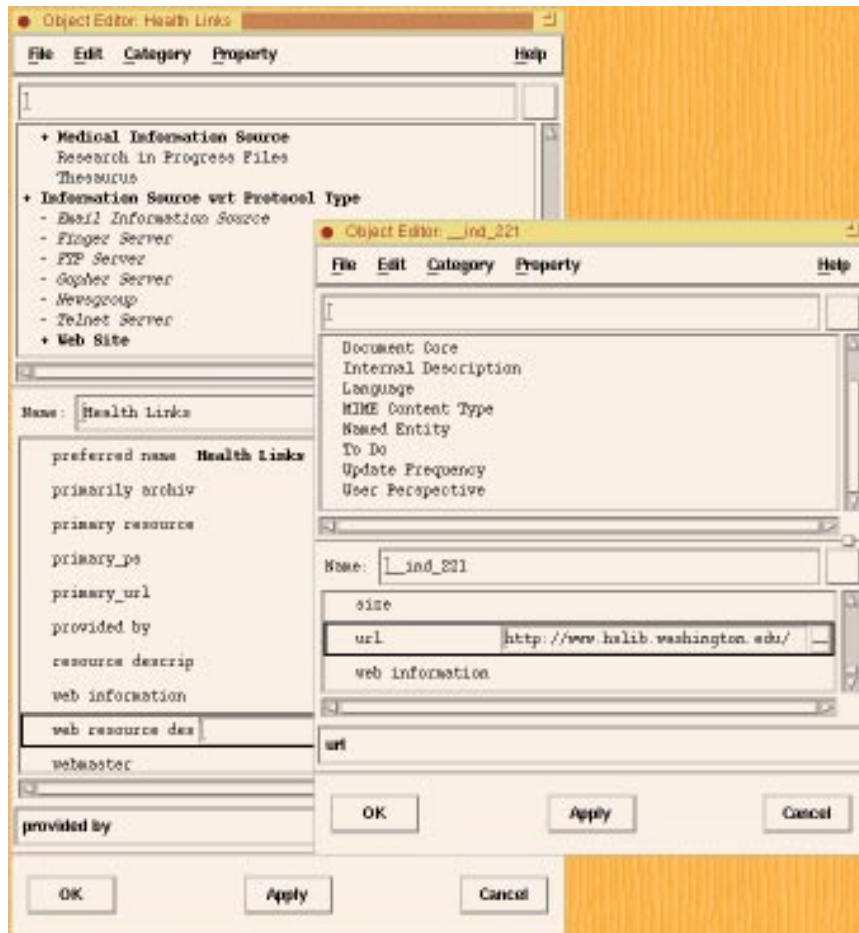 Object Editor: Health Links
File Edit Category Property Help
+ Medical Information Source
Research in Progress Files
Thesaurus
+ Information Source wrt Protocol Type
- Email Information Source
- Finger Server
- FTP Server
- Gopher Server
- Newsgroup
- Telnet Server
+ Web Site
Name: Health Links
preferred name Health Links
primarily archiv
primary resource
primary_ps
primary_url
provided by
resource descrip
web information
web resource des
webmaster
provided by
OK Apply Cancel
Object Editor: __ind_221
File Edit Category Property Help
Document Core
Internal Description
Language
MIME Content Type
Named Entity
To Do
Update Frequency
User Perspective
Name: __ind_221
size
url http://www.hslib.washington.edu/
web information
url
OK Apply Cancel